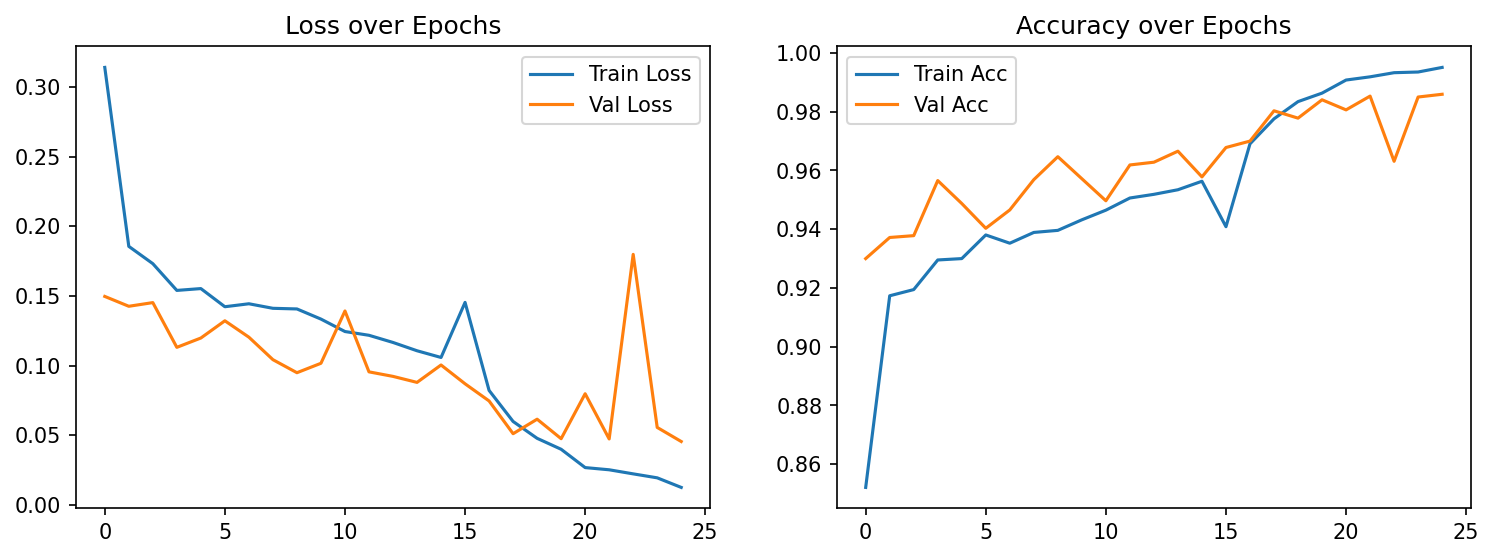 Loss over Epochs
Train Loss
Val Loss
0.30
0.25
0.20
0.15
0.10
0.05
0.00
0 5 10 15 20 25
Accuracy over Epochs
Train Acc
Val Acc
1.00
0.98
0.96
0.94
0.92
0.90
0.88
0.86
0 5 10 15 20 25